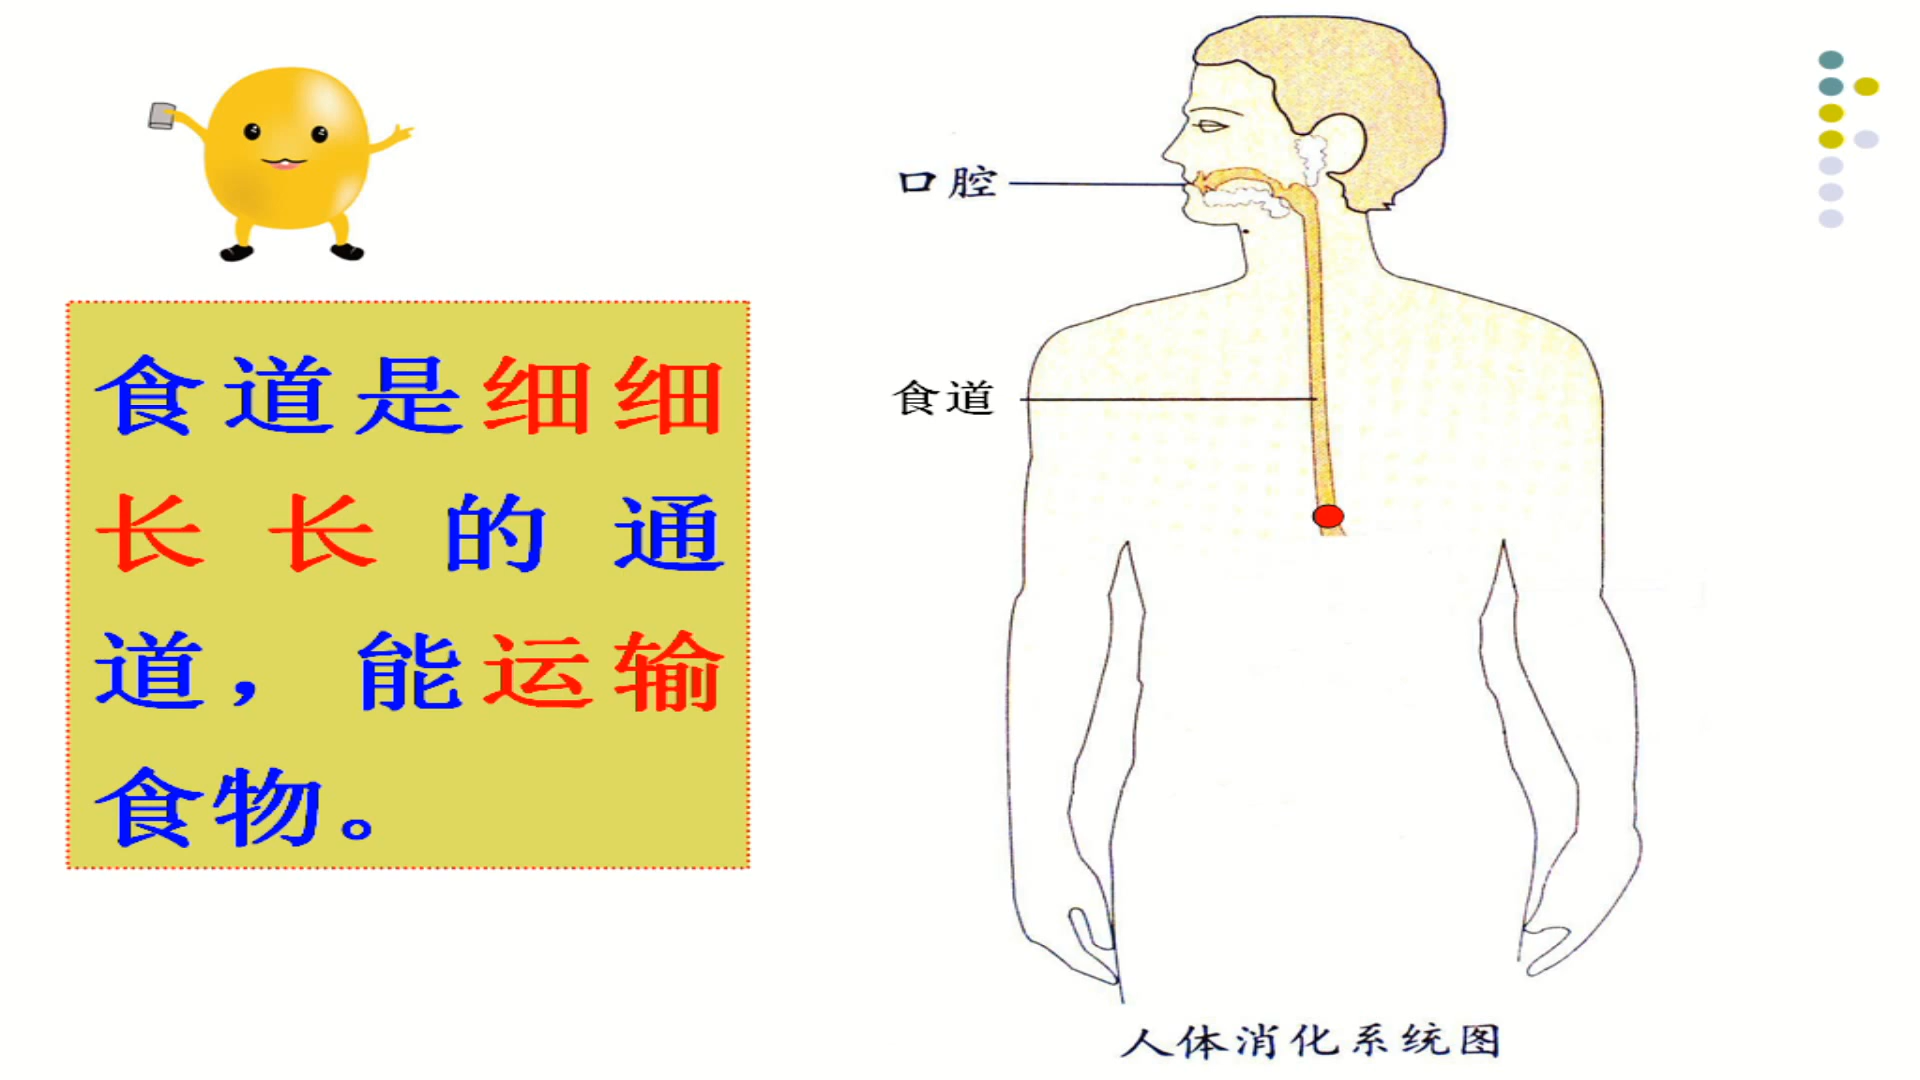 食道是细细
长长的通
道，能运输
食物。
口腔
食道
人体消化系统图